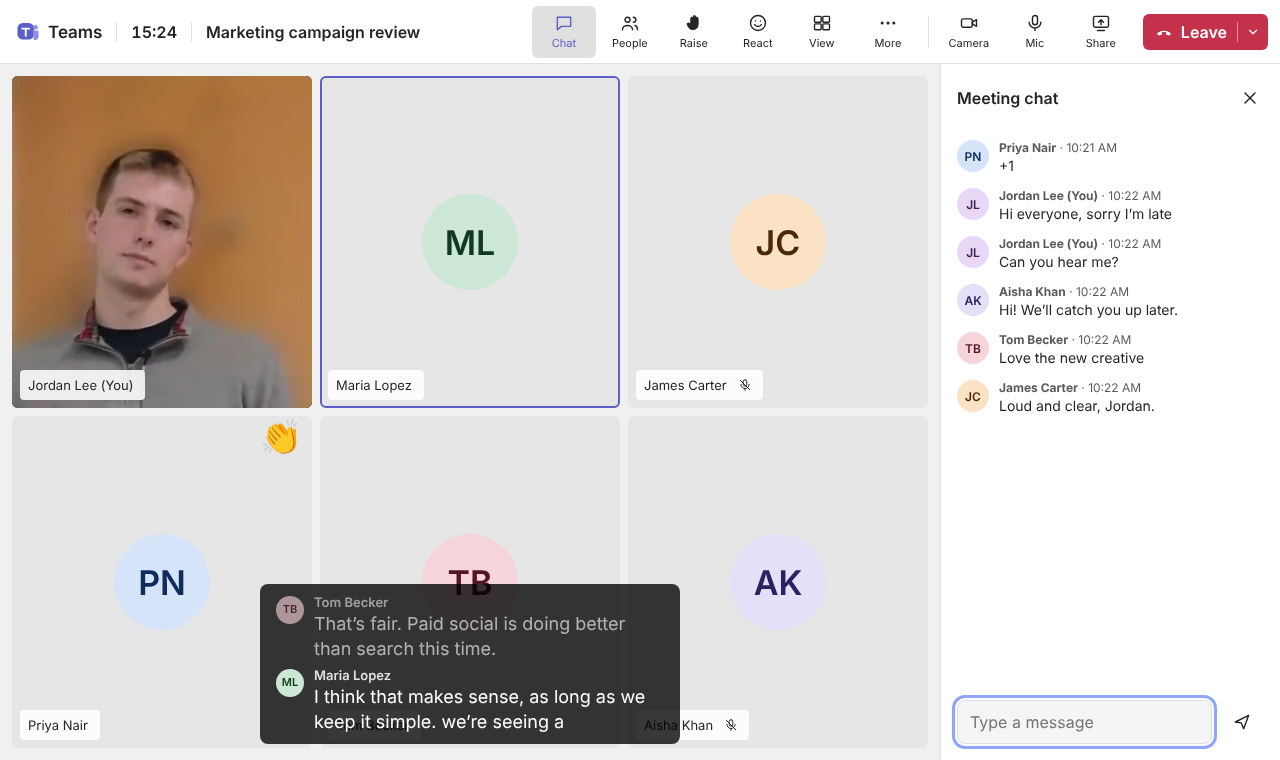 Teams
15:24
Marketing campaign review
Chat
People
Raise
React
View
More
Camera
Mic
Share
Leave
Jordan Lee (You)
ML
Maria Lopez
JC
James Carter
PN
Priya Nair
TB
AK
Aisha Khan
TB
Tom Becker
That’s fair. Paid social is doing better
than search this time.
ML
Maria Lopez
I think that makes sense, as long as we
keep it simple. we’re seeing a
Meeting chat
PN
Priya Nair · 10:21 AM
+1
JL
Jordan Lee (You) · 10:22 AM
Hi everyone, sorry I’m late
JL
Jordan Lee (You) · 10:22 AM
Can you hear me?
AK
Aisha Khan · 10:22 AM
Hi! We’ll catch you up later.
TB
Tom Becker · 10:22 AM
Love the new creative
JC
James Carter · 10:22 AM
Loud and clear, Jordan.
Type a message